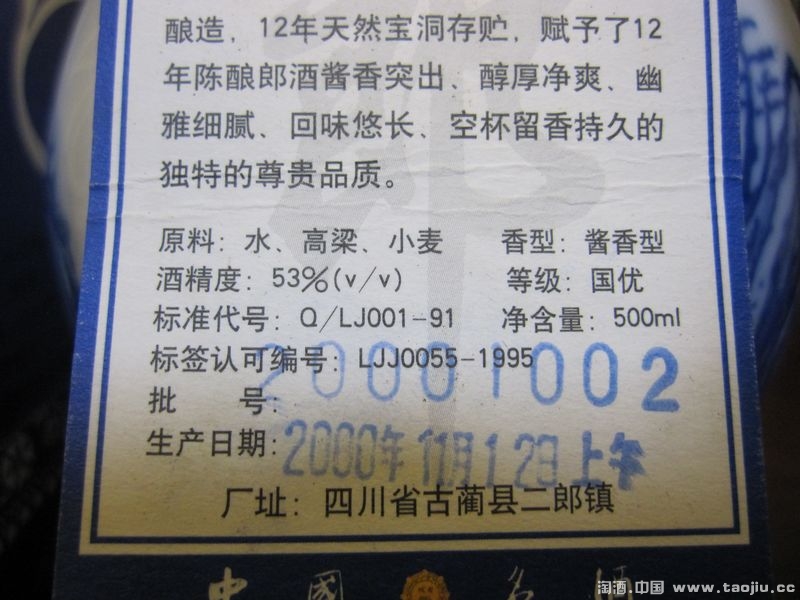 酿造，12年天然宝洞存贮，赋予了12
年陈酿郎酒酱香突出、醇厚净爽、幽
雅细腻、回味悠长、空杯留香持久的
独特的尊贵品质。
原料：水、高粱、小麦 香型：酱香型
酒精度：53%(v/v) 等级：国优
标准代号：Q/LJ001-91 净含量：500ml
标签认可编号：LJJ0055-1995
批 号： 20001002
生产日期： 2000年11月12日上午
厂址：四川省古蔺县二郎镇
中國名酒
淘酒.中国 www.taojiu.cc